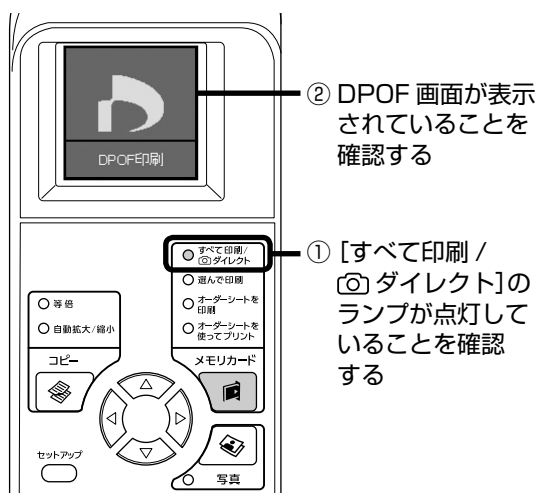 ② DPOF 画面が表示
されていることを
確認する
DPOF印刷
① [すべて印刷 /
ダイレクト]の
ランプが点灯して
いることを確認
する
すべて印刷/
ダイレクト
選んで印刷
オーダーシートを
印刷
オーダーシートを
使ってプリント
等倍
自動拡大/縮小
コピー
メモリカード
セットアップ
写真